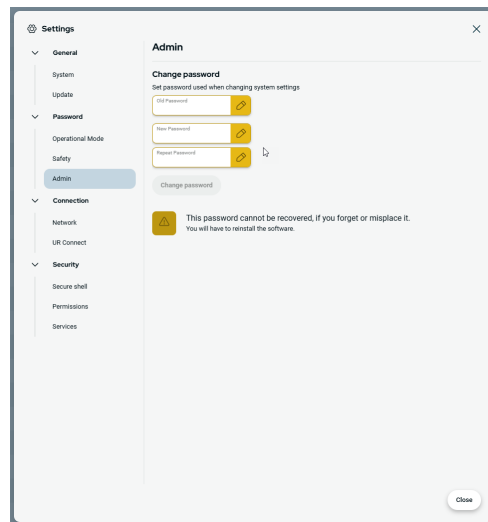 Settings
General
System
Update
Password
Operational Mode
Safety
Admin
Connection
Network
UR Connect
Security
Secure shell
Permissions
Services
Admin
Change password
Set password used when changing system settings
Old Password
New Password
Repeat Password
Change password
This password cannot be recovered, if you forget or misplace it.
You will have to reinstall the software.
Close